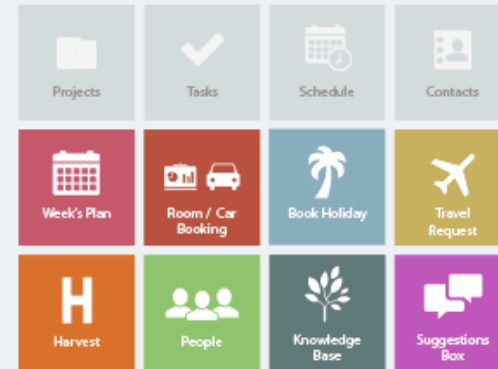 Projects
Tasks
Schedule
Contacts
Week's Plan
Room / Car
Booking
Book Holiday
Travel
Request
H
Harvest
People
Knowledge
Base
Suggestions
Box